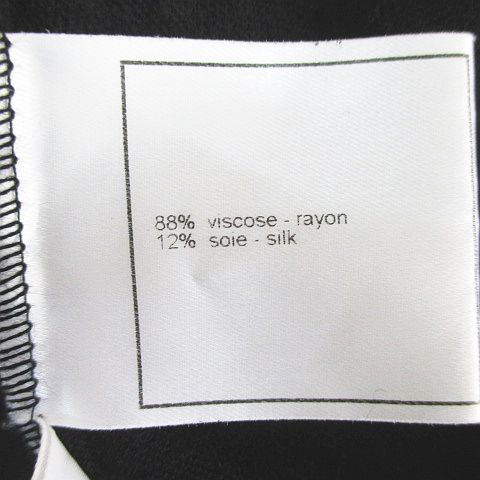 88% viscose - rayon
12% soie - silk